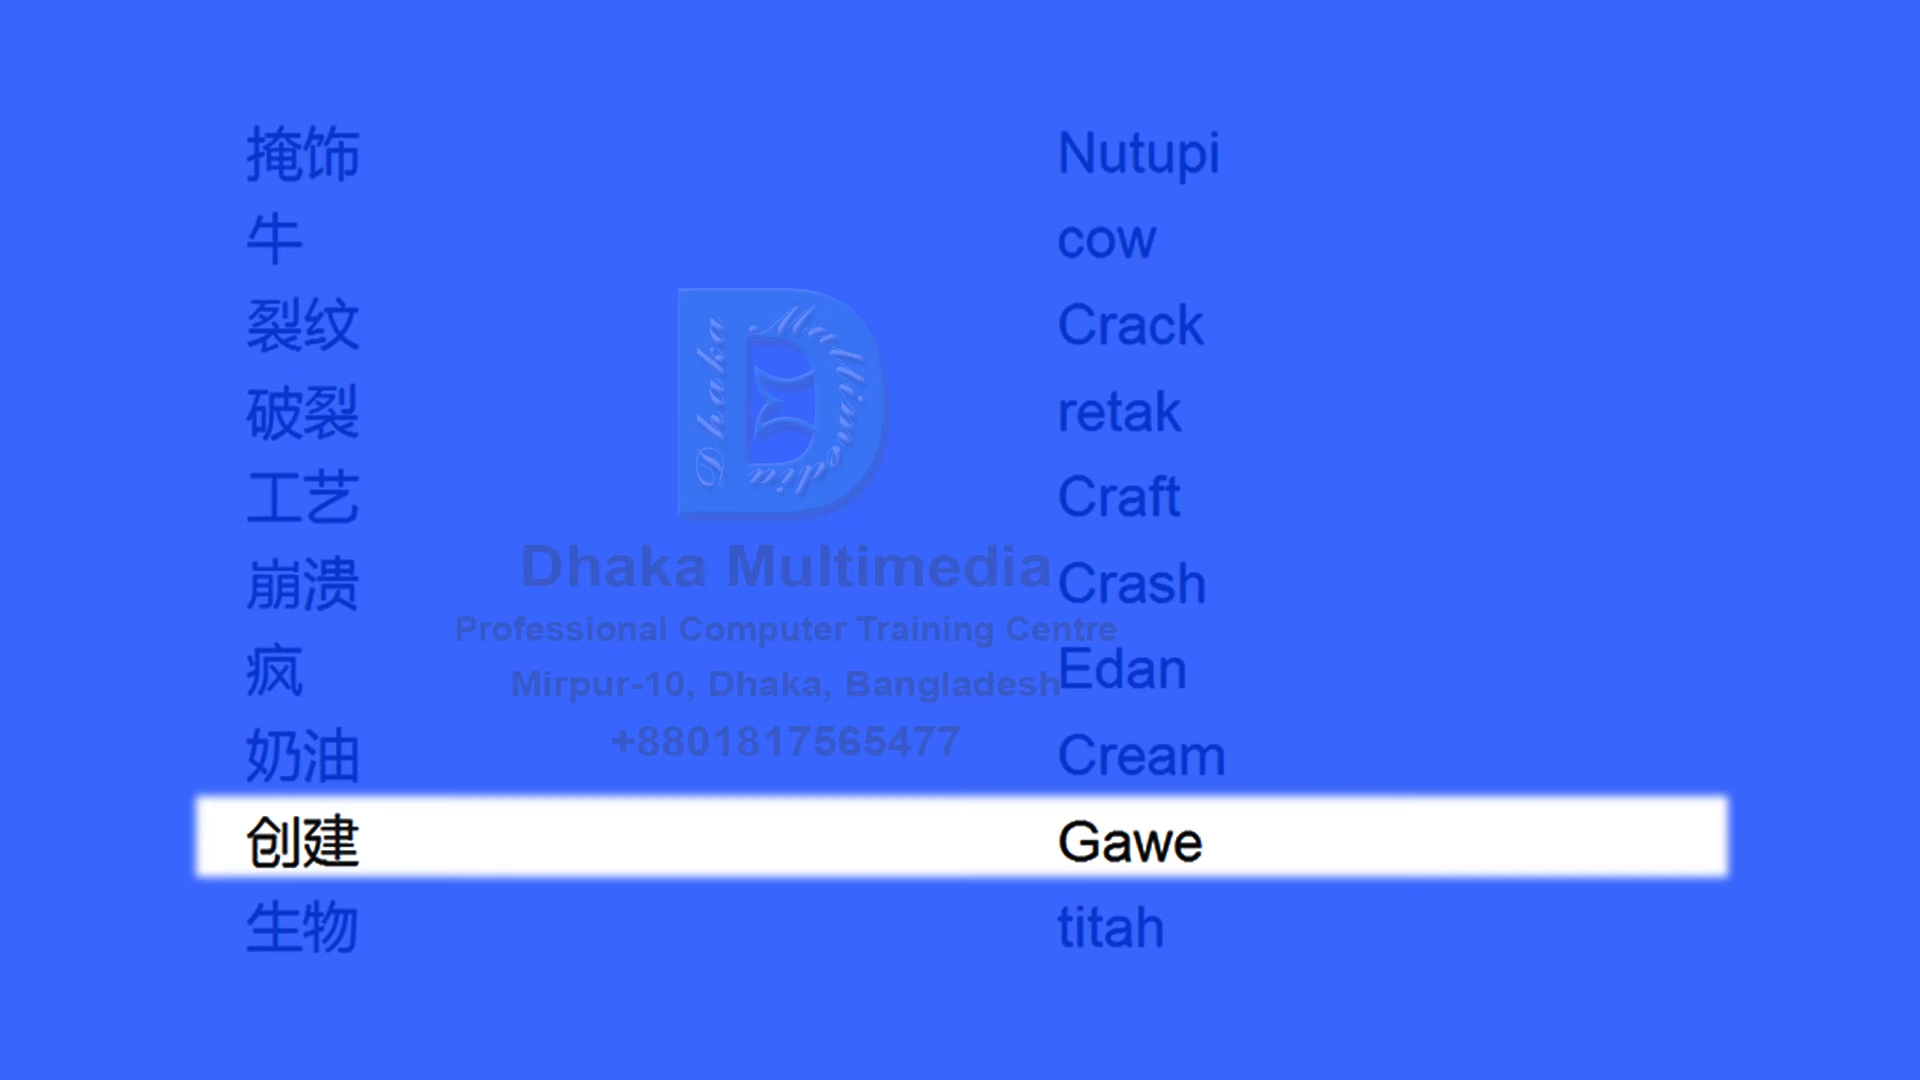 掩饰 Nutupi
牛 cow
裂纹 Crack
破裂 retak
工艺 Craft
崩溃 Crash
疯 Edan
奶油 Cream
创建 Gawe
生物 titah
Dhaka Multimedia
Dhaka Multimedia
Professional Computer Training Centre
Mirpur-10, Dhaka, Bangladesh
+8801817565477